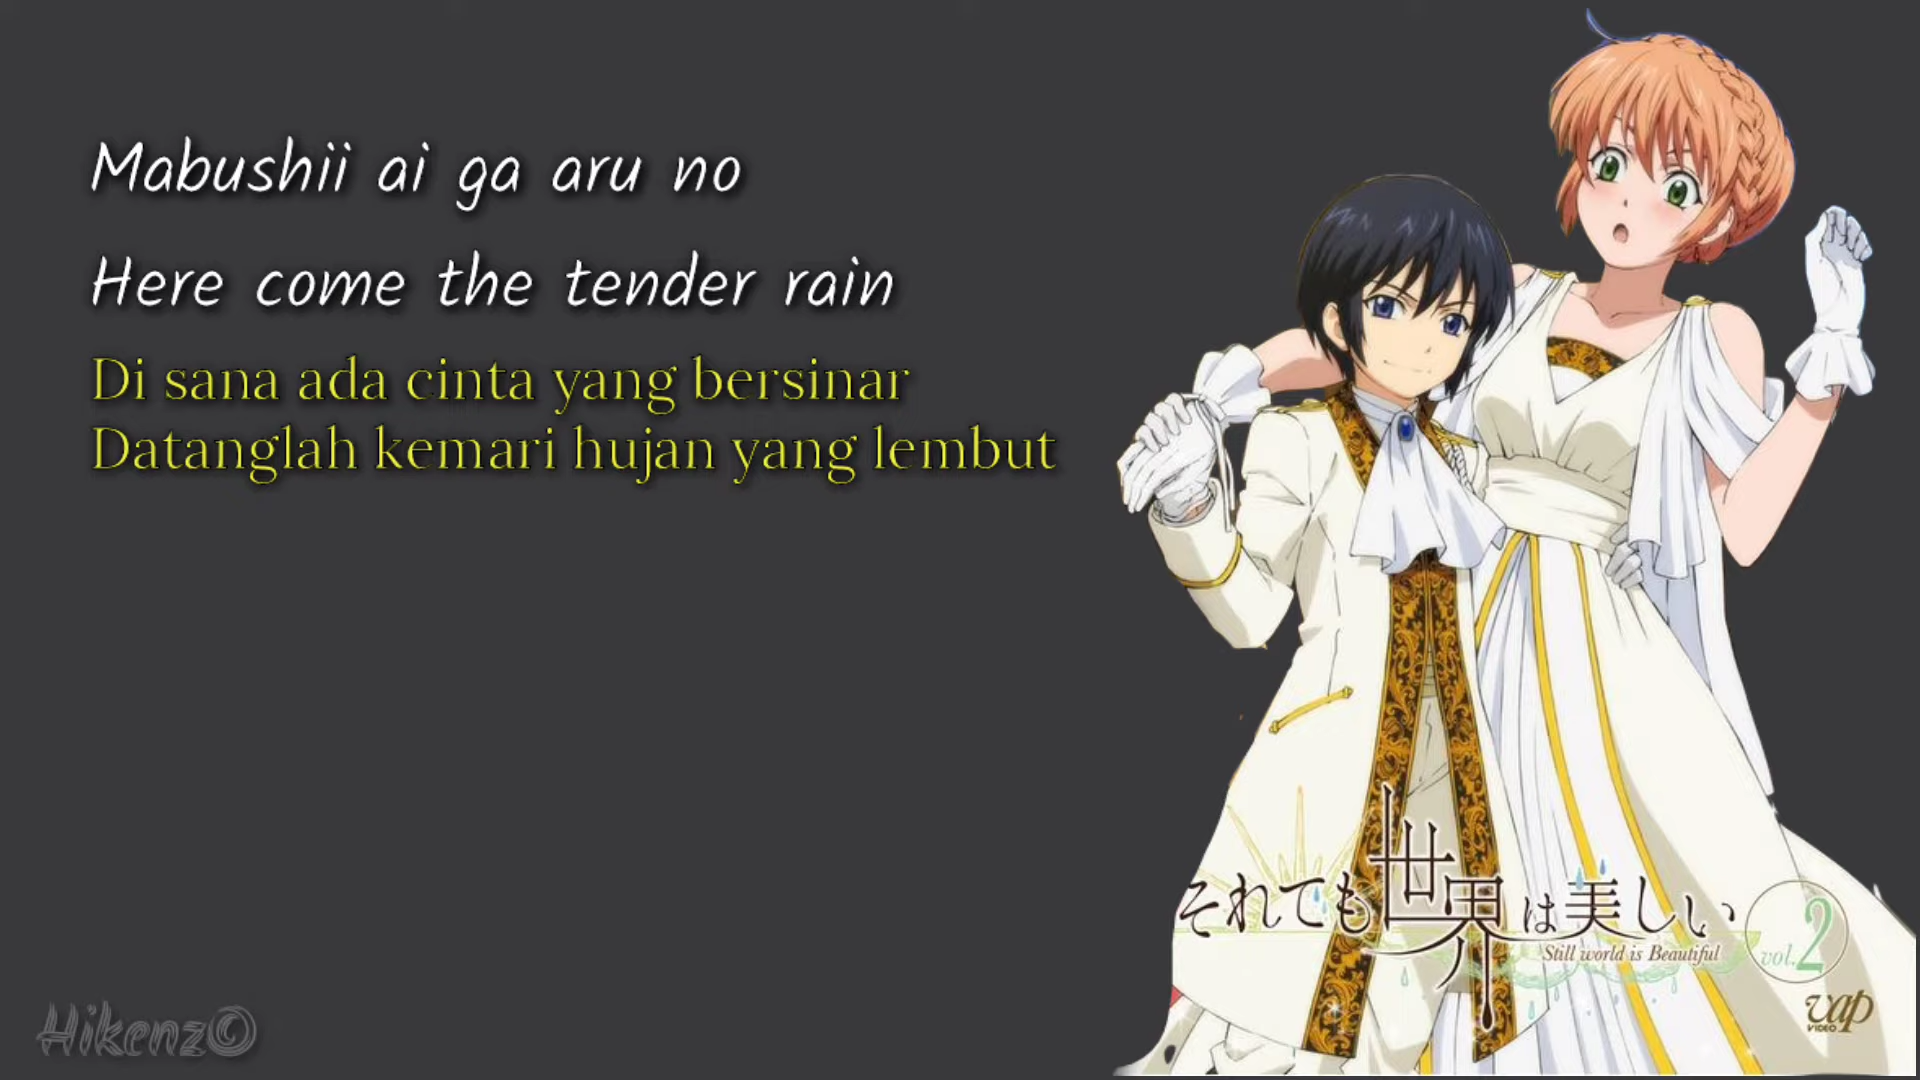 Mabushii ai ga aru no
Here come the tender rain
Di sana ada cinta yang bersinar
Datanglah kemari hujan yang lembut
それでも世界は美しい
Still world is Beautiful
vol.2
vap
VIDEO
Hikenz©